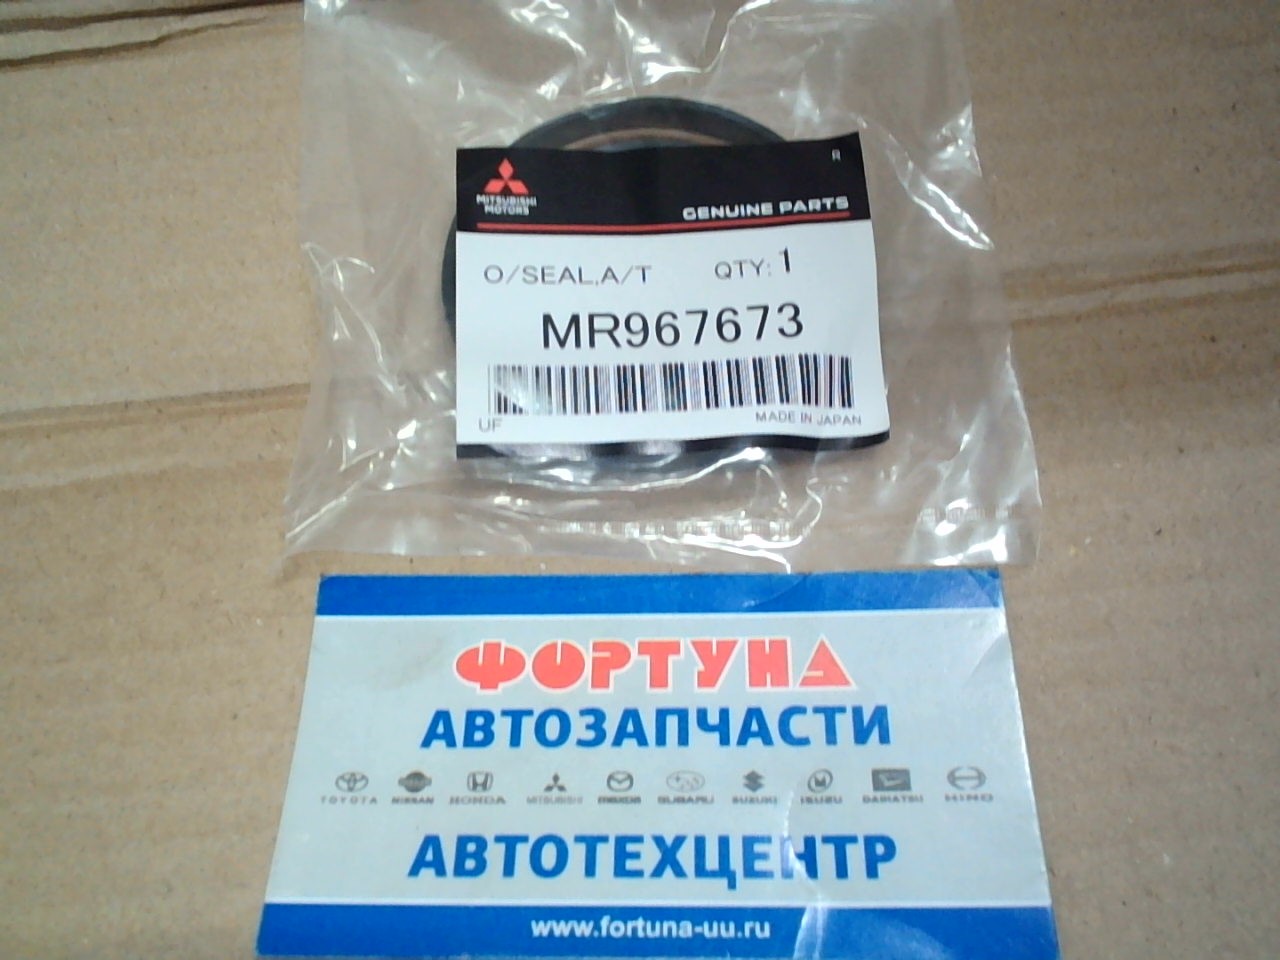 R
MITSUBISHI
MOTORS
GENUINE PARTS
O/SEAL,A/T QTY: 1
MR967673
UF MADE IN JAPAN
ФОРТУНА
АВТОЗАПЧАСТИ
TOYOTA NISSAN HONDA MITSUBISHI MAZDA SUBARU SUZUKI ISUZU DAIHATSU HINO
АВТОТЕХЦЕНТР
www.fortuna-uu.ru